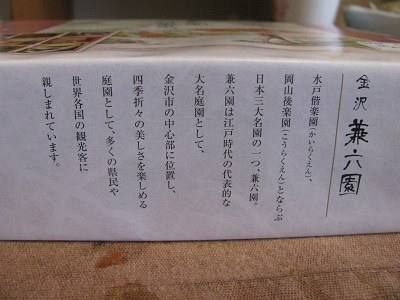 金沢 兼六園
水戸偕楽園(かいらくえん)、
岡山後楽園(こうらくえん)とならぶ
日本三大名園の一つ、兼六園。
兼六園は江戸時代の代表的な
大名庭園として、
金沢市の中心部に位置し、
四季折々の美しさを楽しめる
庭園として、多くの県民や
世界各国の観光客に
親しまれています。